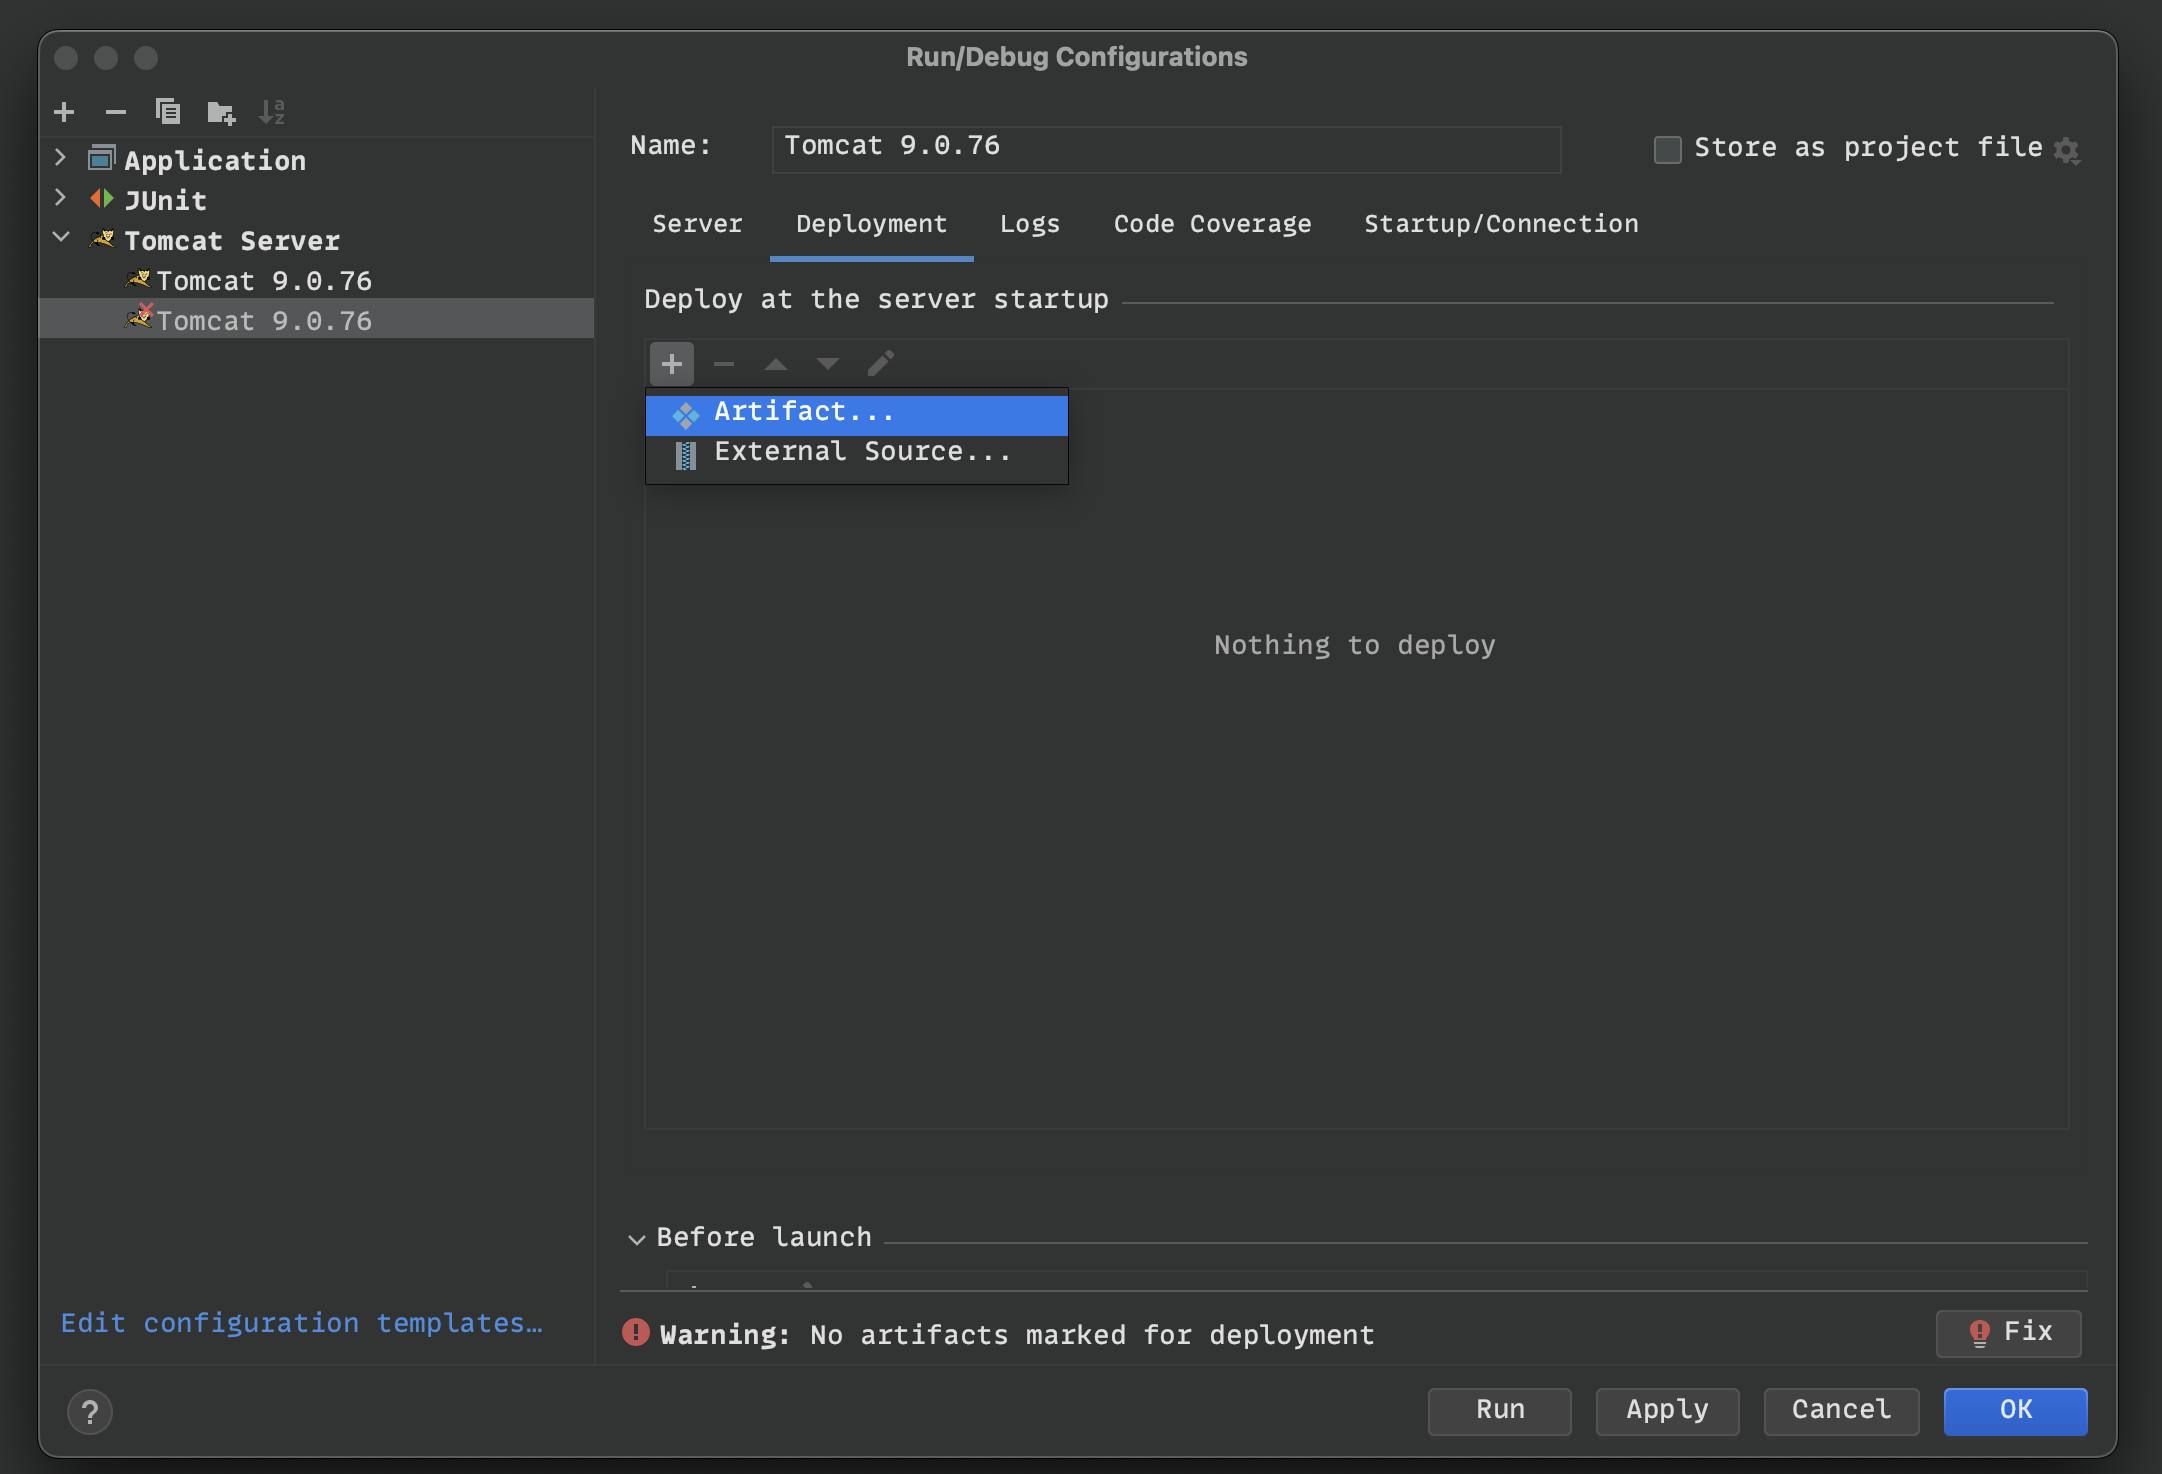 Run/Debug Configurations
Application
JUnit
Tomcat Server
Tomcat 9.0.76
Tomcat 9.0.76
Edit configuration templates…
Name: Tomcat 9.0.76 Store as project file
Server Deployment Logs Code Coverage Startup/Connection
Deploy at the server startup
Artifact...
External Source...
Nothing to deploy
Before launch
Warning: No artifacts marked for deployment Fix
? Run Apply Cancel OK